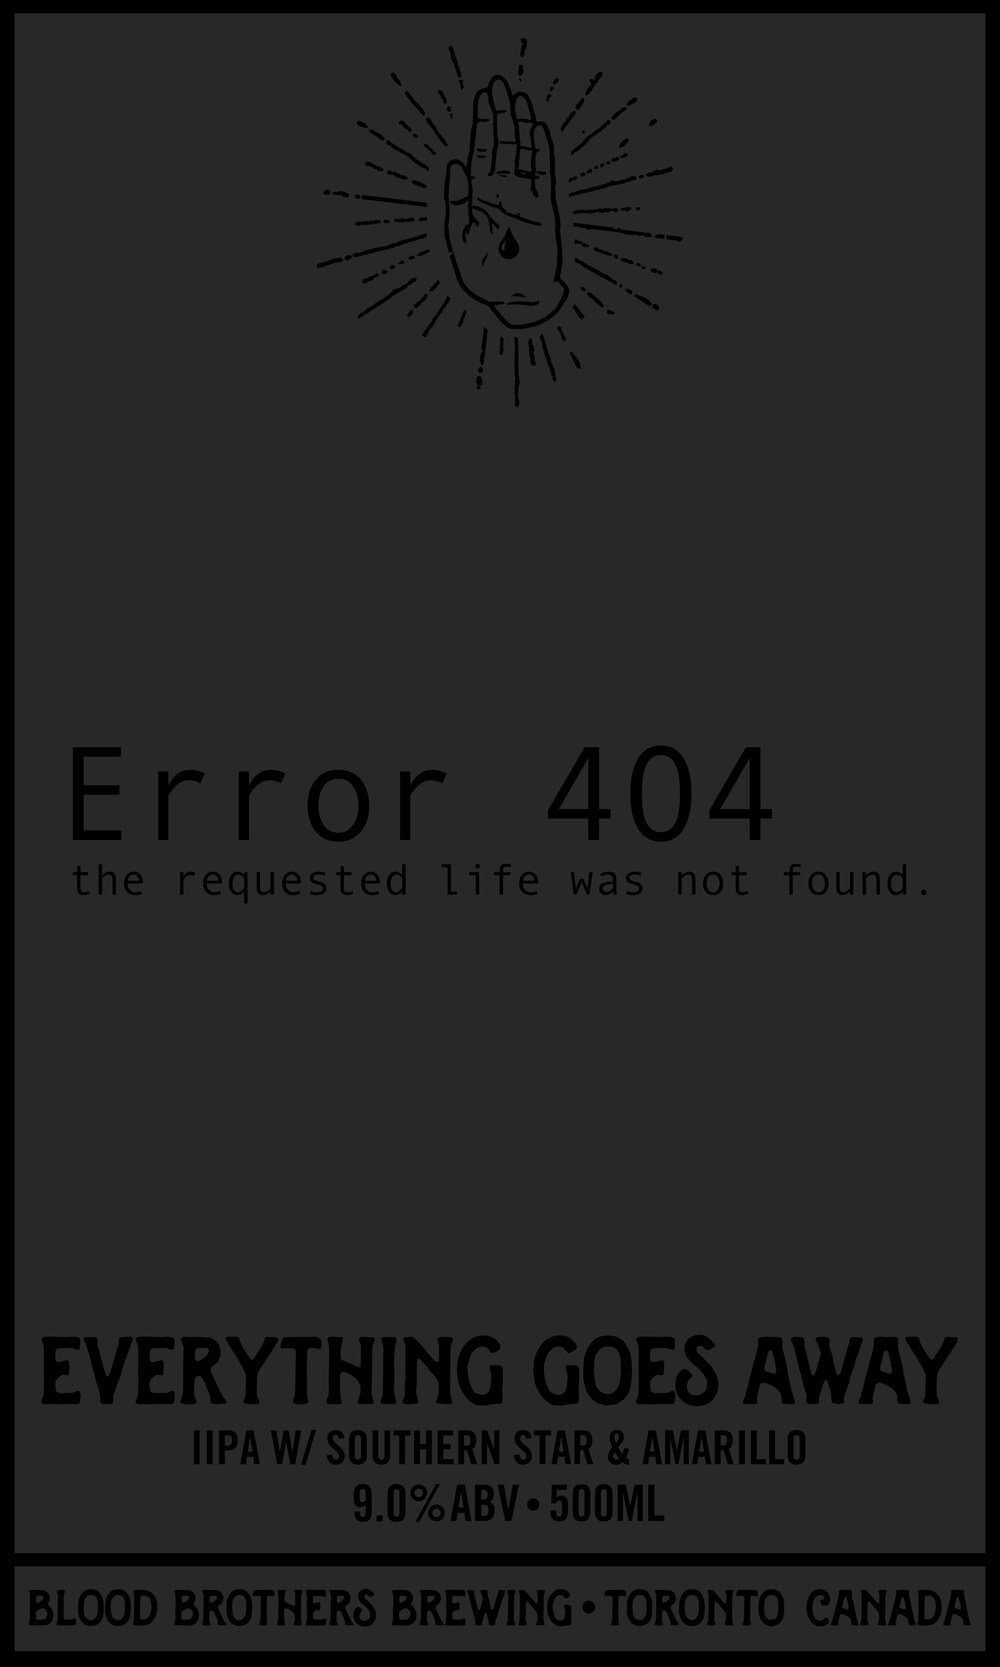 Error 404
the requested life was not found.
EVERYTHING GOES AWAY
IIPA W/ SOUTHERN STAR & AMARILLO
9.0% ABV • 500ML
BLOOD BROTHERS BREWING • TORONTO CANADA